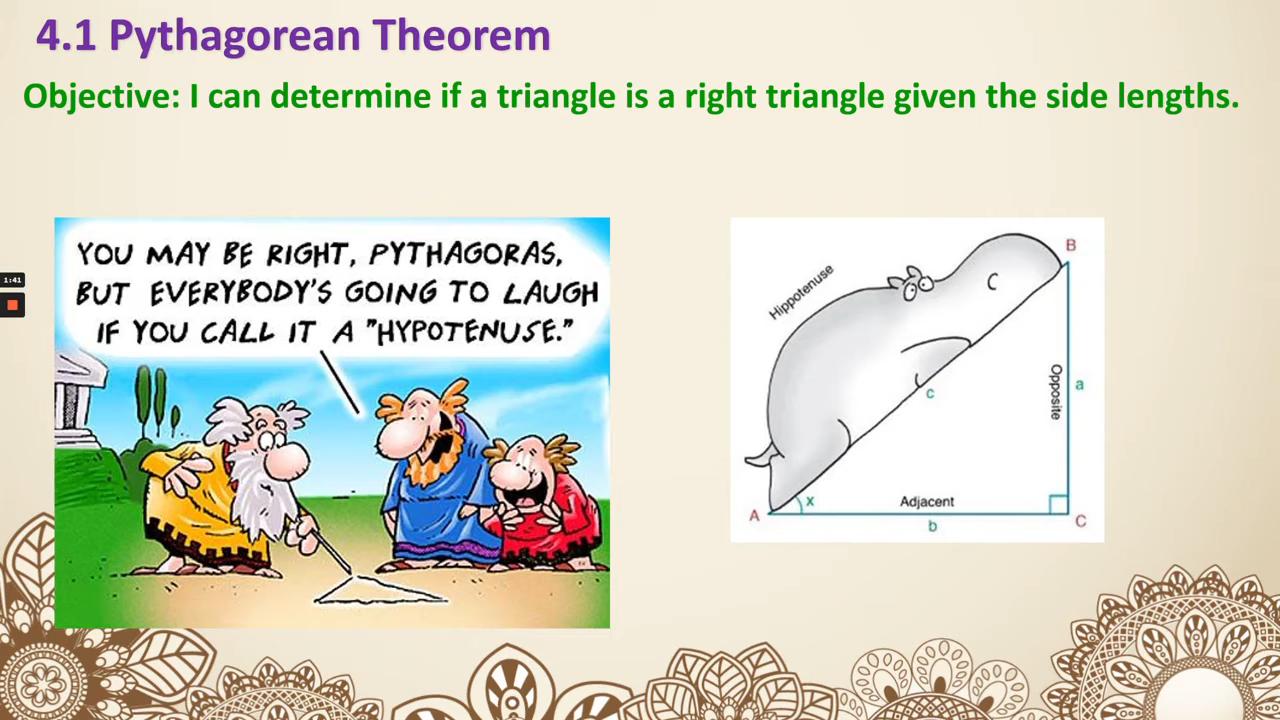 4.1 Pythagorean Theorem
Objective: I can determine if a triangle is a right triangle given the side lengths.
1:41
YOU MAY BE RIGHT, PYTHAGORAS,
BUT EVERYBODY'S GOING TO LAUGH
IF YOU CALL IT A "HYPOTENUSE."
B
Hippotenuse
Opposite
a
c
x
Adjacent
A
b
C